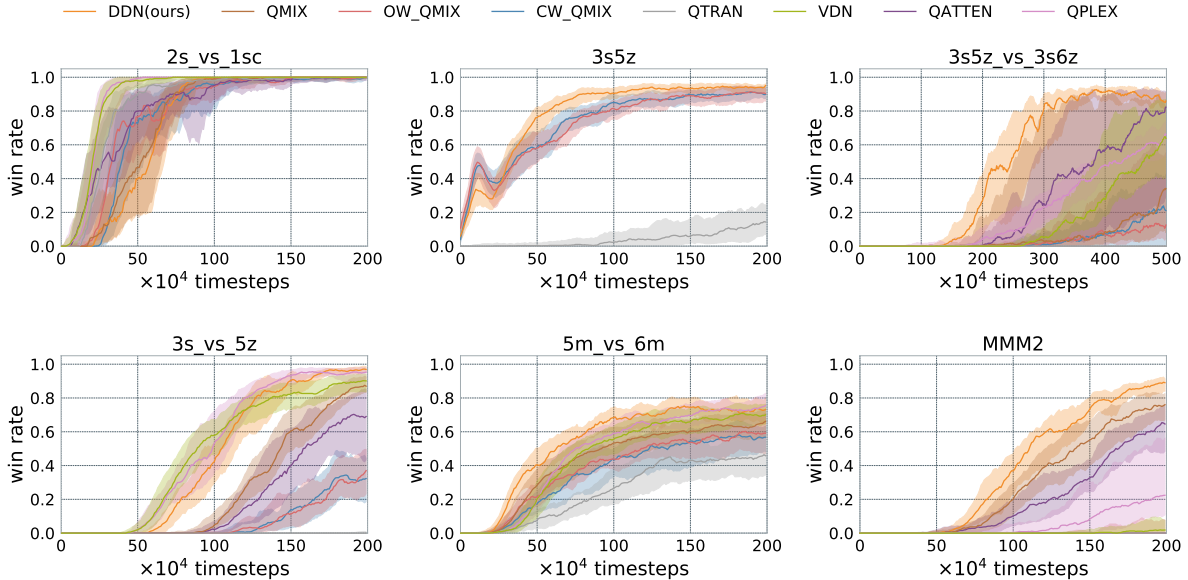 DDN(ours) QMIX OW_QMIX CW_QMIX QTRAN VDN QATTEN QPLEX
2s_vs_1sc
1.0
0.8
0.6
0.4
0.2
0.0
win rate
0 50 100 150 200
×10⁴ timesteps
3s5z
1.0
0.8
0.6
0.4
0.2
0.0
win rate
0 50 100 150 200
×10⁴ timesteps
3s5z_vs_3s6z
1.0
0.8
0.6
0.4
0.2
0.0
win rate
0 100 200 300 400 500
×10⁴ timesteps
3s_vs_5z
1.0
0.8
0.6
0.4
0.2
0.0
win rate
0 50 100 150 200
×10⁴ timesteps
5m_vs_6m
1.0
0.8
0.6
0.4
0.2
0.0
win rate
0 50 100 150 200
×10⁴ timesteps
MMM2
1.0
0.8
0.6
0.4
0.2
0.0
win rate
0 50 100 150 200
×10⁴ timesteps